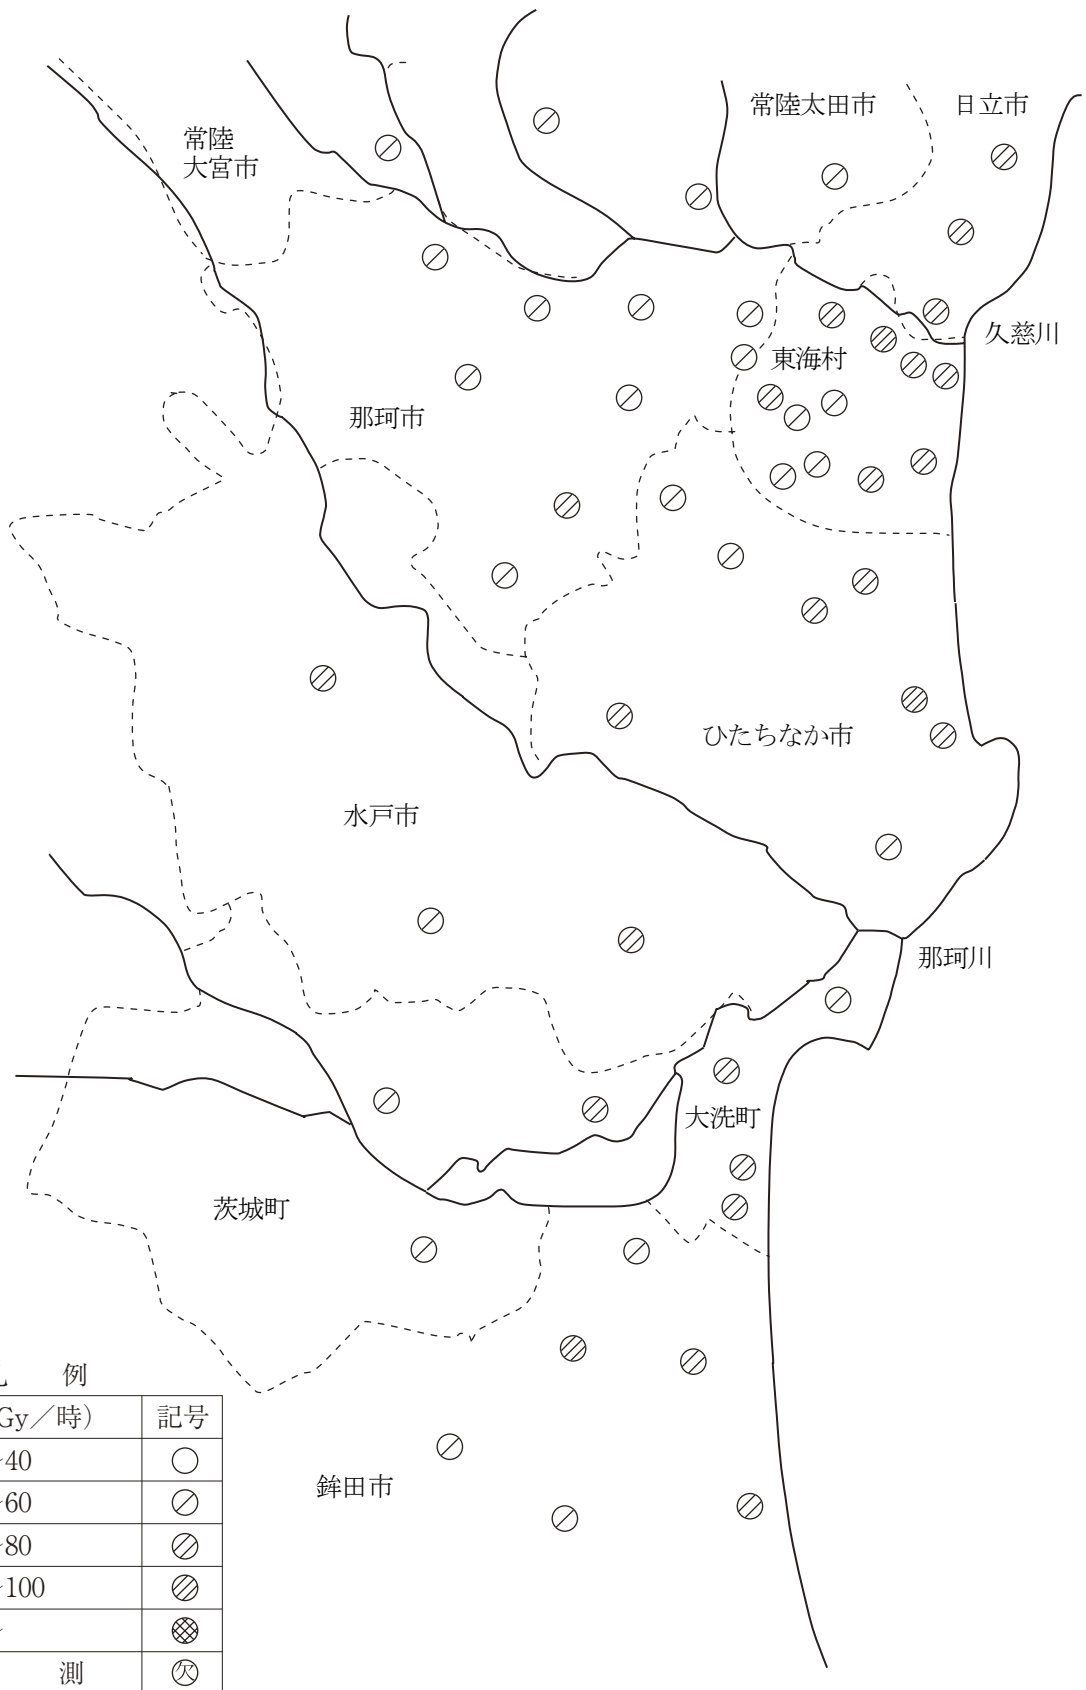 常陸太田市
日立市
常陸
大宮市
久慈川
東海村
那珂市
ひたちなか市
水戸市
那珂川
大洗町
茨城町
例
Gy／時）
記号
40
60
80
100
測
欠
鉾田市